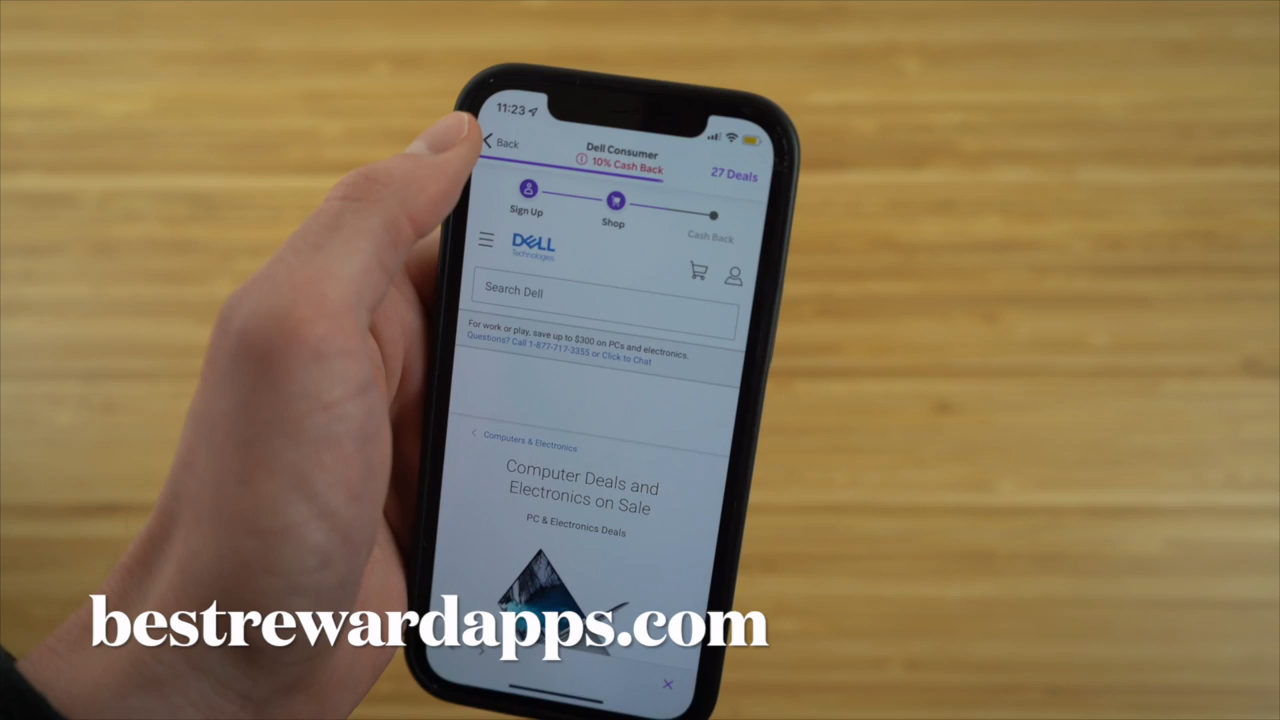 11:23
Back
Dell Consumer
10% Cash Back
27 Deals
Sign Up
Shop
Cash Back
DELL
Technologies
Search Dell
For work or play, save up to $300 on PCs and electronics.
Questions? Call 1-877-717-3355 or Click to Chat
Computers & Electronics
Computer Deals and
Electronics on Sale
PC & Electronics Deals
bestrewardapps.com